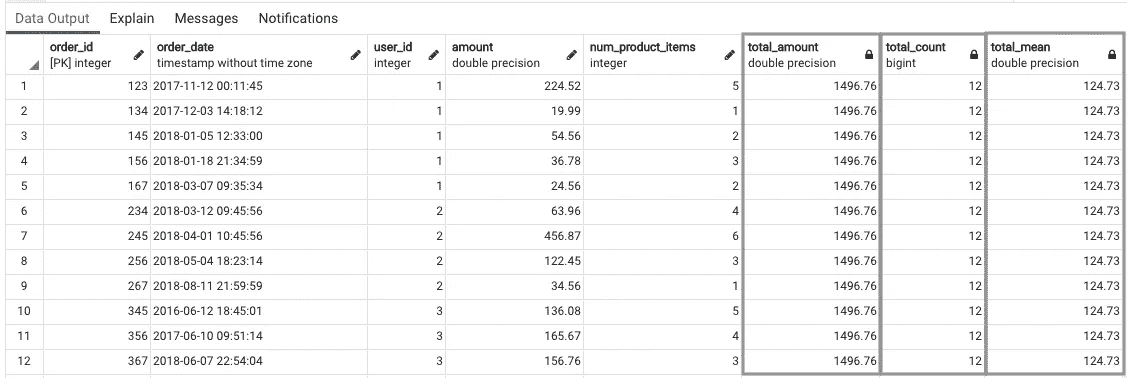 Data Output Explain Messages Notifications
order_id order_date user_id amount num_product_items total_amount total_count total_mean
[PK] integer timestamp without time zone integer double precision integer double precision bigint double precision
1 123 2017-11-12 00:11:45 1 224.52 5 1496.76 12 124.73
2 134 2017-12-03 14:18:12 1 19.99 1 1496.76 12 124.73
3 145 2018-01-05 12:33:00 1 54.56 2 1496.76 12 124.73
4 156 2018-01-18 21:34:59 1 36.78 3 1496.76 12 124.73
5 167 2018-03-07 09:35:34 1 24.56 2 1496.76 12 124.73
6 234 2018-03-12 09:45:56 2 63.96 4 1496.76 12 124.73
7 245 2018-04-01 10:45:56 2 456.87 6 1496.76 12 124.73
8 256 2018-05-04 18:23:14 2 122.45 3 1496.76 12 124.73
9 267 2018-08-11 21:59:59 2 34.56 1 1496.76 12 124.73
10 345 2016-06-12 18:45:01 3 136.08 5 1496.76 12 124.73
11 356 2017-06-10 09:51:14 3 165.67 4 1496.76 12 124.73
12 367 2018-06-07 22:54:04 3 156.76 3 1496.76 12 124.73